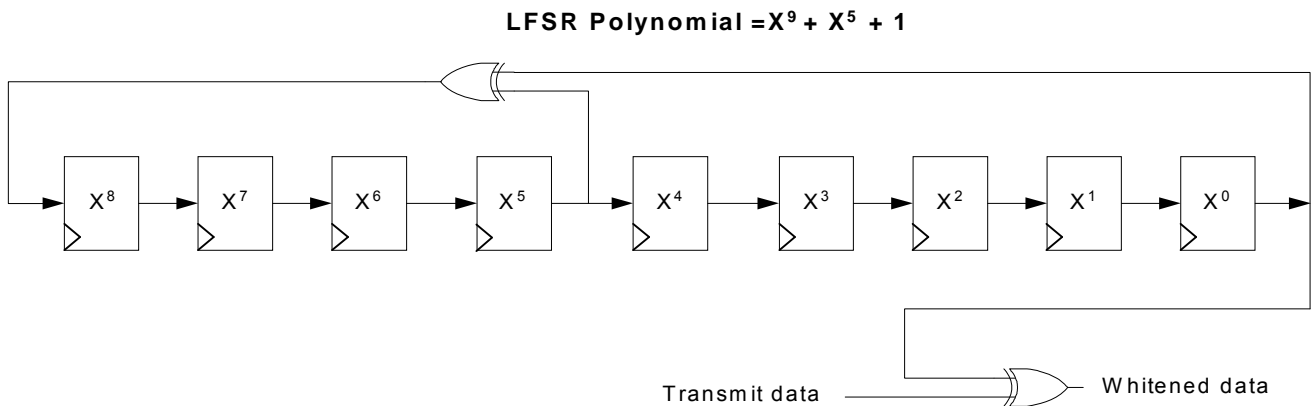 LFSR Polynomial =X⁹ + X⁵ + 1
X⁸ X⁷ X⁶ X⁵ X⁴ X³ X² X¹ X⁰
Transmit data
Whitened data